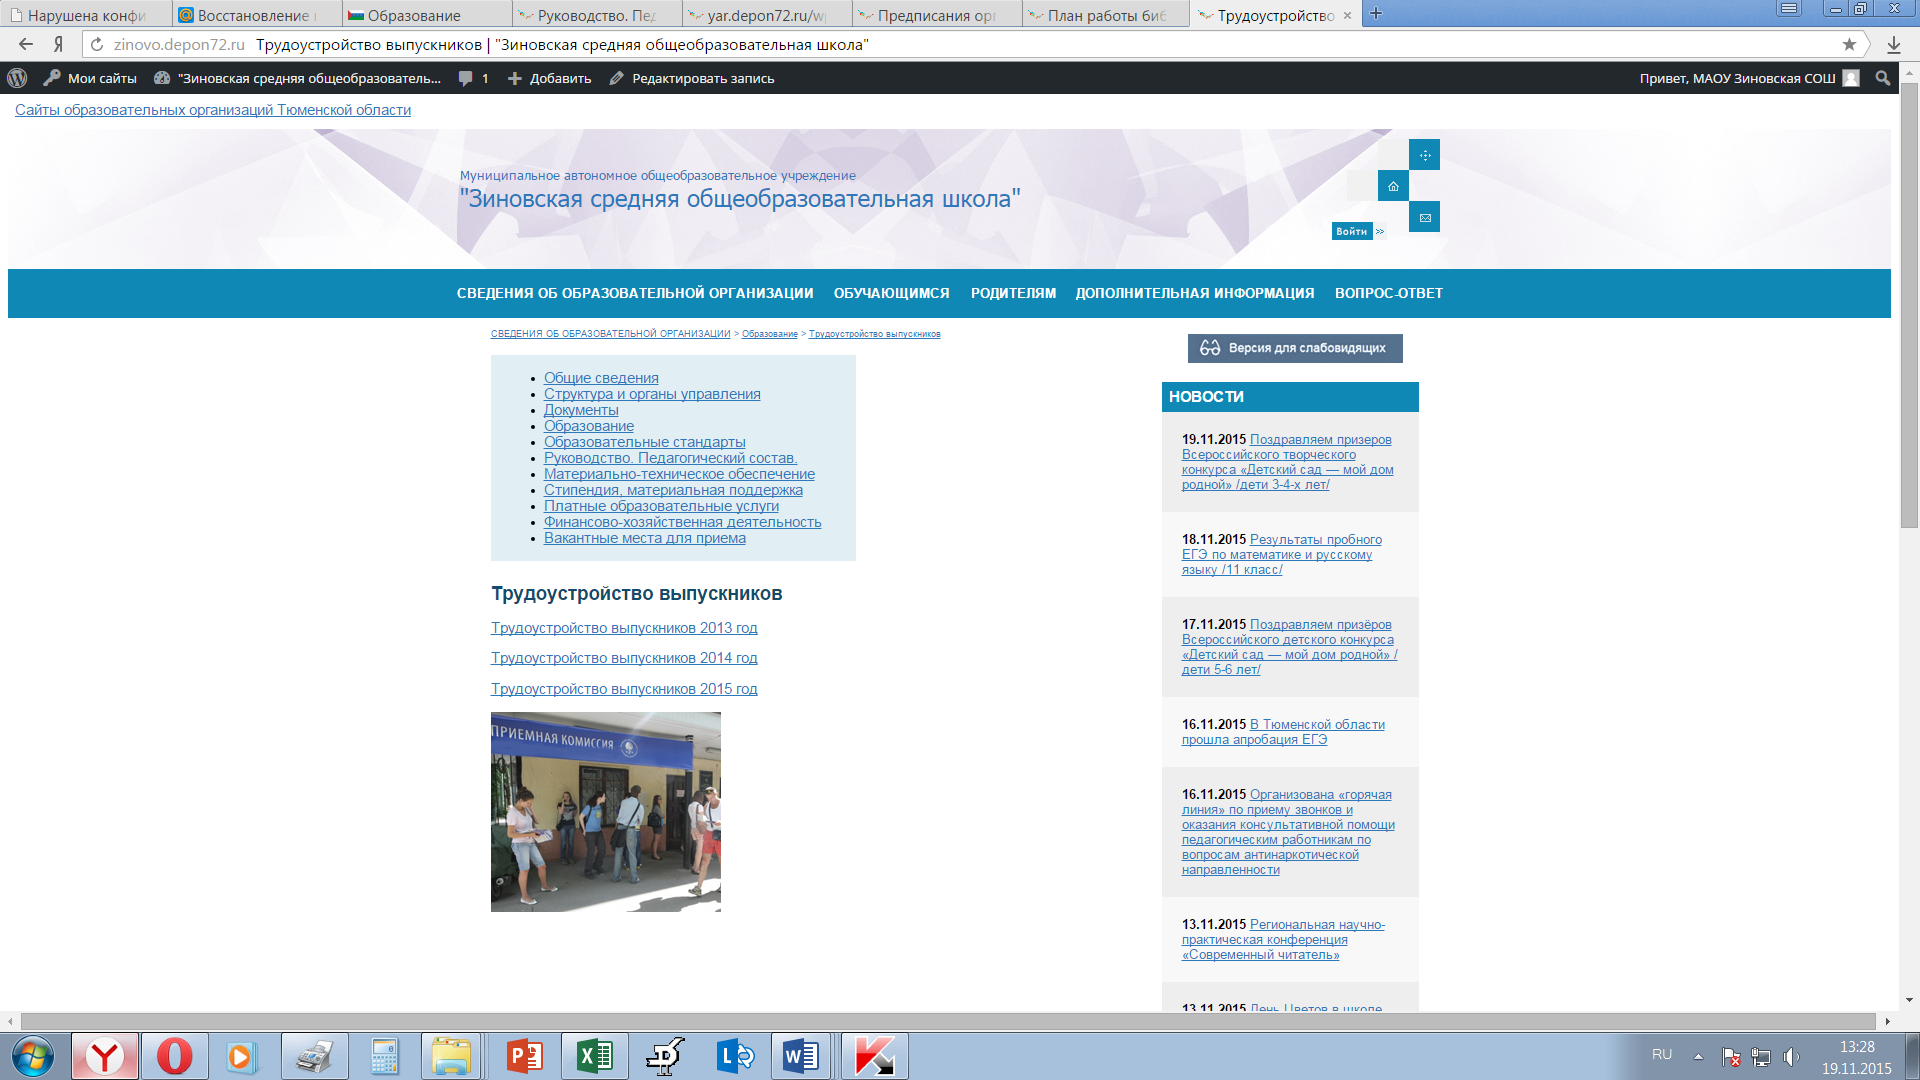 Нарушена конфи
Восстановление
Образование
Руководство. Пед
yar.depon72.ru/wp
Предписания орг
План работы биб
Трудоустройство
zinovo.depon72.ru Трудоустройство выпускников | "Зиновская средняя общеобразовательная школа"
Мои сайты
"Зиновская средняя общеобразователь...
1
Добавить
Редактировать запись
Привет, МАОУ Зиновская СОШ
Сайты образовательных организаций Тюменской области
Муниципальное автономное общеобразовательное учреждение
"Зиновская средняя общеобразовательная школа"
Войти
СВЕДЕНИЯ ОБ ОБРАЗОВАТЕЛЬНОЙ ОРГАНИЗАЦИИ
ОБУЧАЮЩИМСЯ
РОДИТЕЛЯМ
ДОПОЛНИТЕЛЬНАЯ ИНФОРМАЦИЯ
ВОПРОС-ОТВЕТ
СВЕДЕНИЯ ОБ ОБРАЗОВАТЕЛЬНОЙ ОРГАНИЗАЦИИ > Образование > Трудоустройство выпускников
Общие сведения
Структура и органы управления
Документы
Образование
Образовательные стандарты
Руководство. Педагогический состав.
Материально-техническое обеспечение
Стипендия, материальная поддержка
Платные образовательные услуги
Финансово-хозяйственная деятельность
Вакантные места для приема
Трудоустройство выпускников
Трудоустройство выпускников 2013 год
Трудоустройство выпускников 2014 год
Трудоустройство выпускников 2015 год
ПРИЕМНАЯ КОМИССИЯ
Версия для слабовидящих
НОВОСТИ
19.11.2015 Поздравляем призеров
Всероссийского творческого
конкурса «Детский сад — мой дом
родной» /дети 3-4-х лет/
18.11.2015 Результаты пробного
ЕГЭ по математике и русскому
языку /11 класс/
17.11.2015 Поздравляем призёров
Всероссийского детского конкурса
«Детский сад — мой дом родной» /
дети 5-6 лет/
16.11.2015 В Тюменской области
прошла апробация ЕГЭ
16.11.2015 Организована «горячая
линия» по приему звонков и
оказания консультативной помощи
педагогическим работникам по
вопросам антинаркотической
направленности
13.11.2015 Региональная научно-
практическая конференция
«Современный читатель»
13.11.2015 День Цветов в школе
RU
13:28
19.11.2015